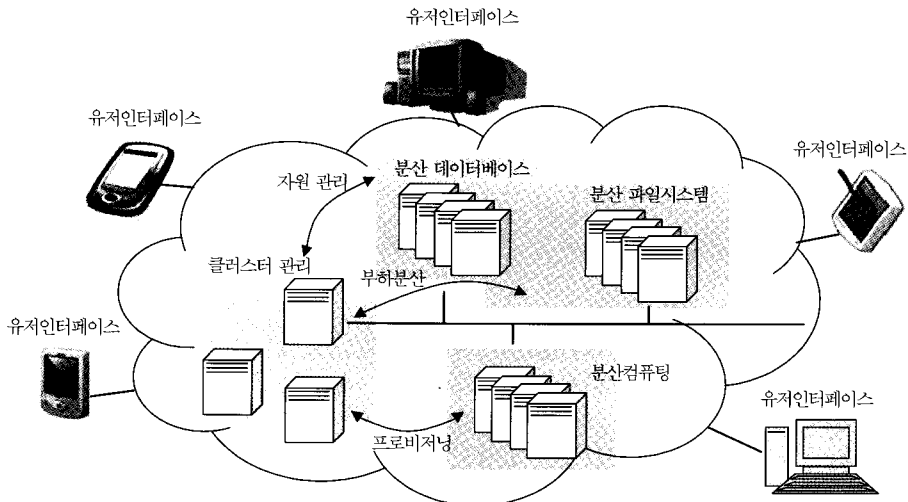 유저인터페이스
유저인터페이스
유저인터페이스
분산 데이터베이스
자원 관리
분산 파일시스템
클러스터 관리
부허분산
유저인터페이스
분산컴퓨팅
유저인터페이스
프로비저닝